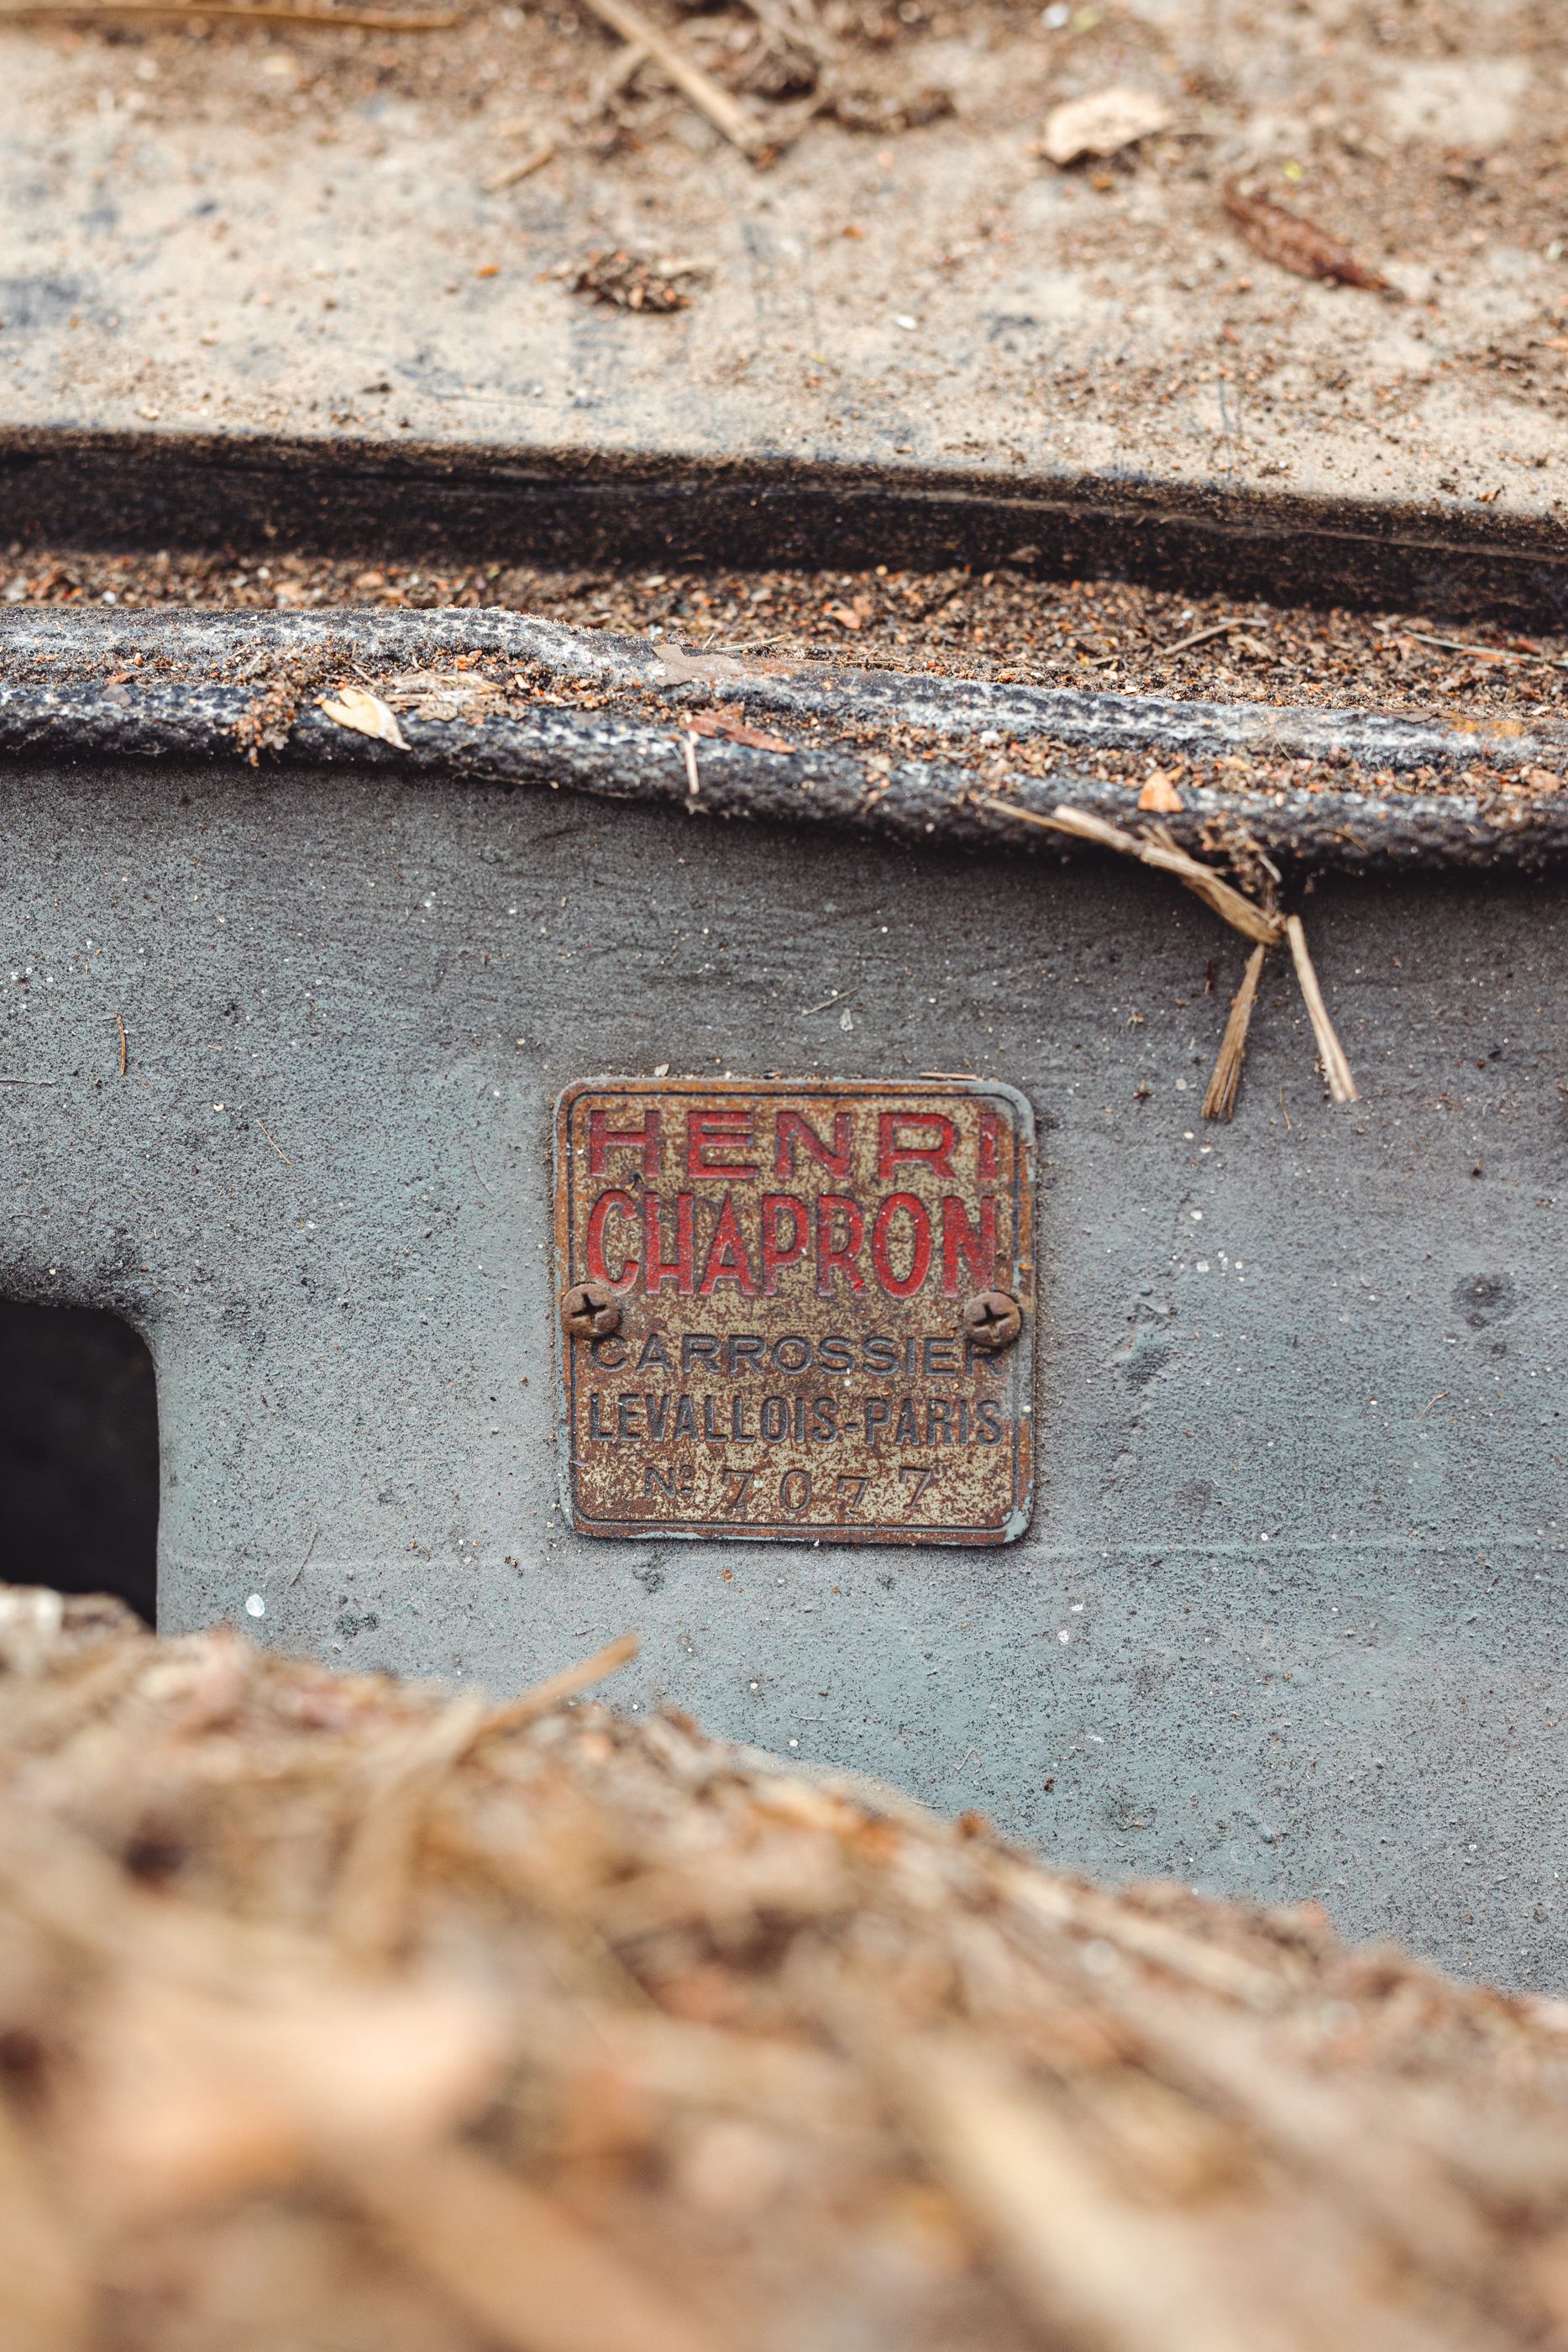 HENRI
CHAPRON
CARROSSIER
LEVALLOIS-PARIS
Nº 7077